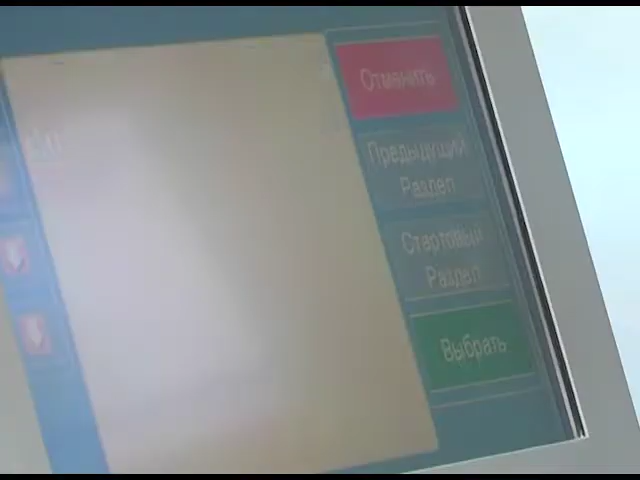 Отменить
Предыдущий
Раздел
Стартовый
Раздел
Выбрать